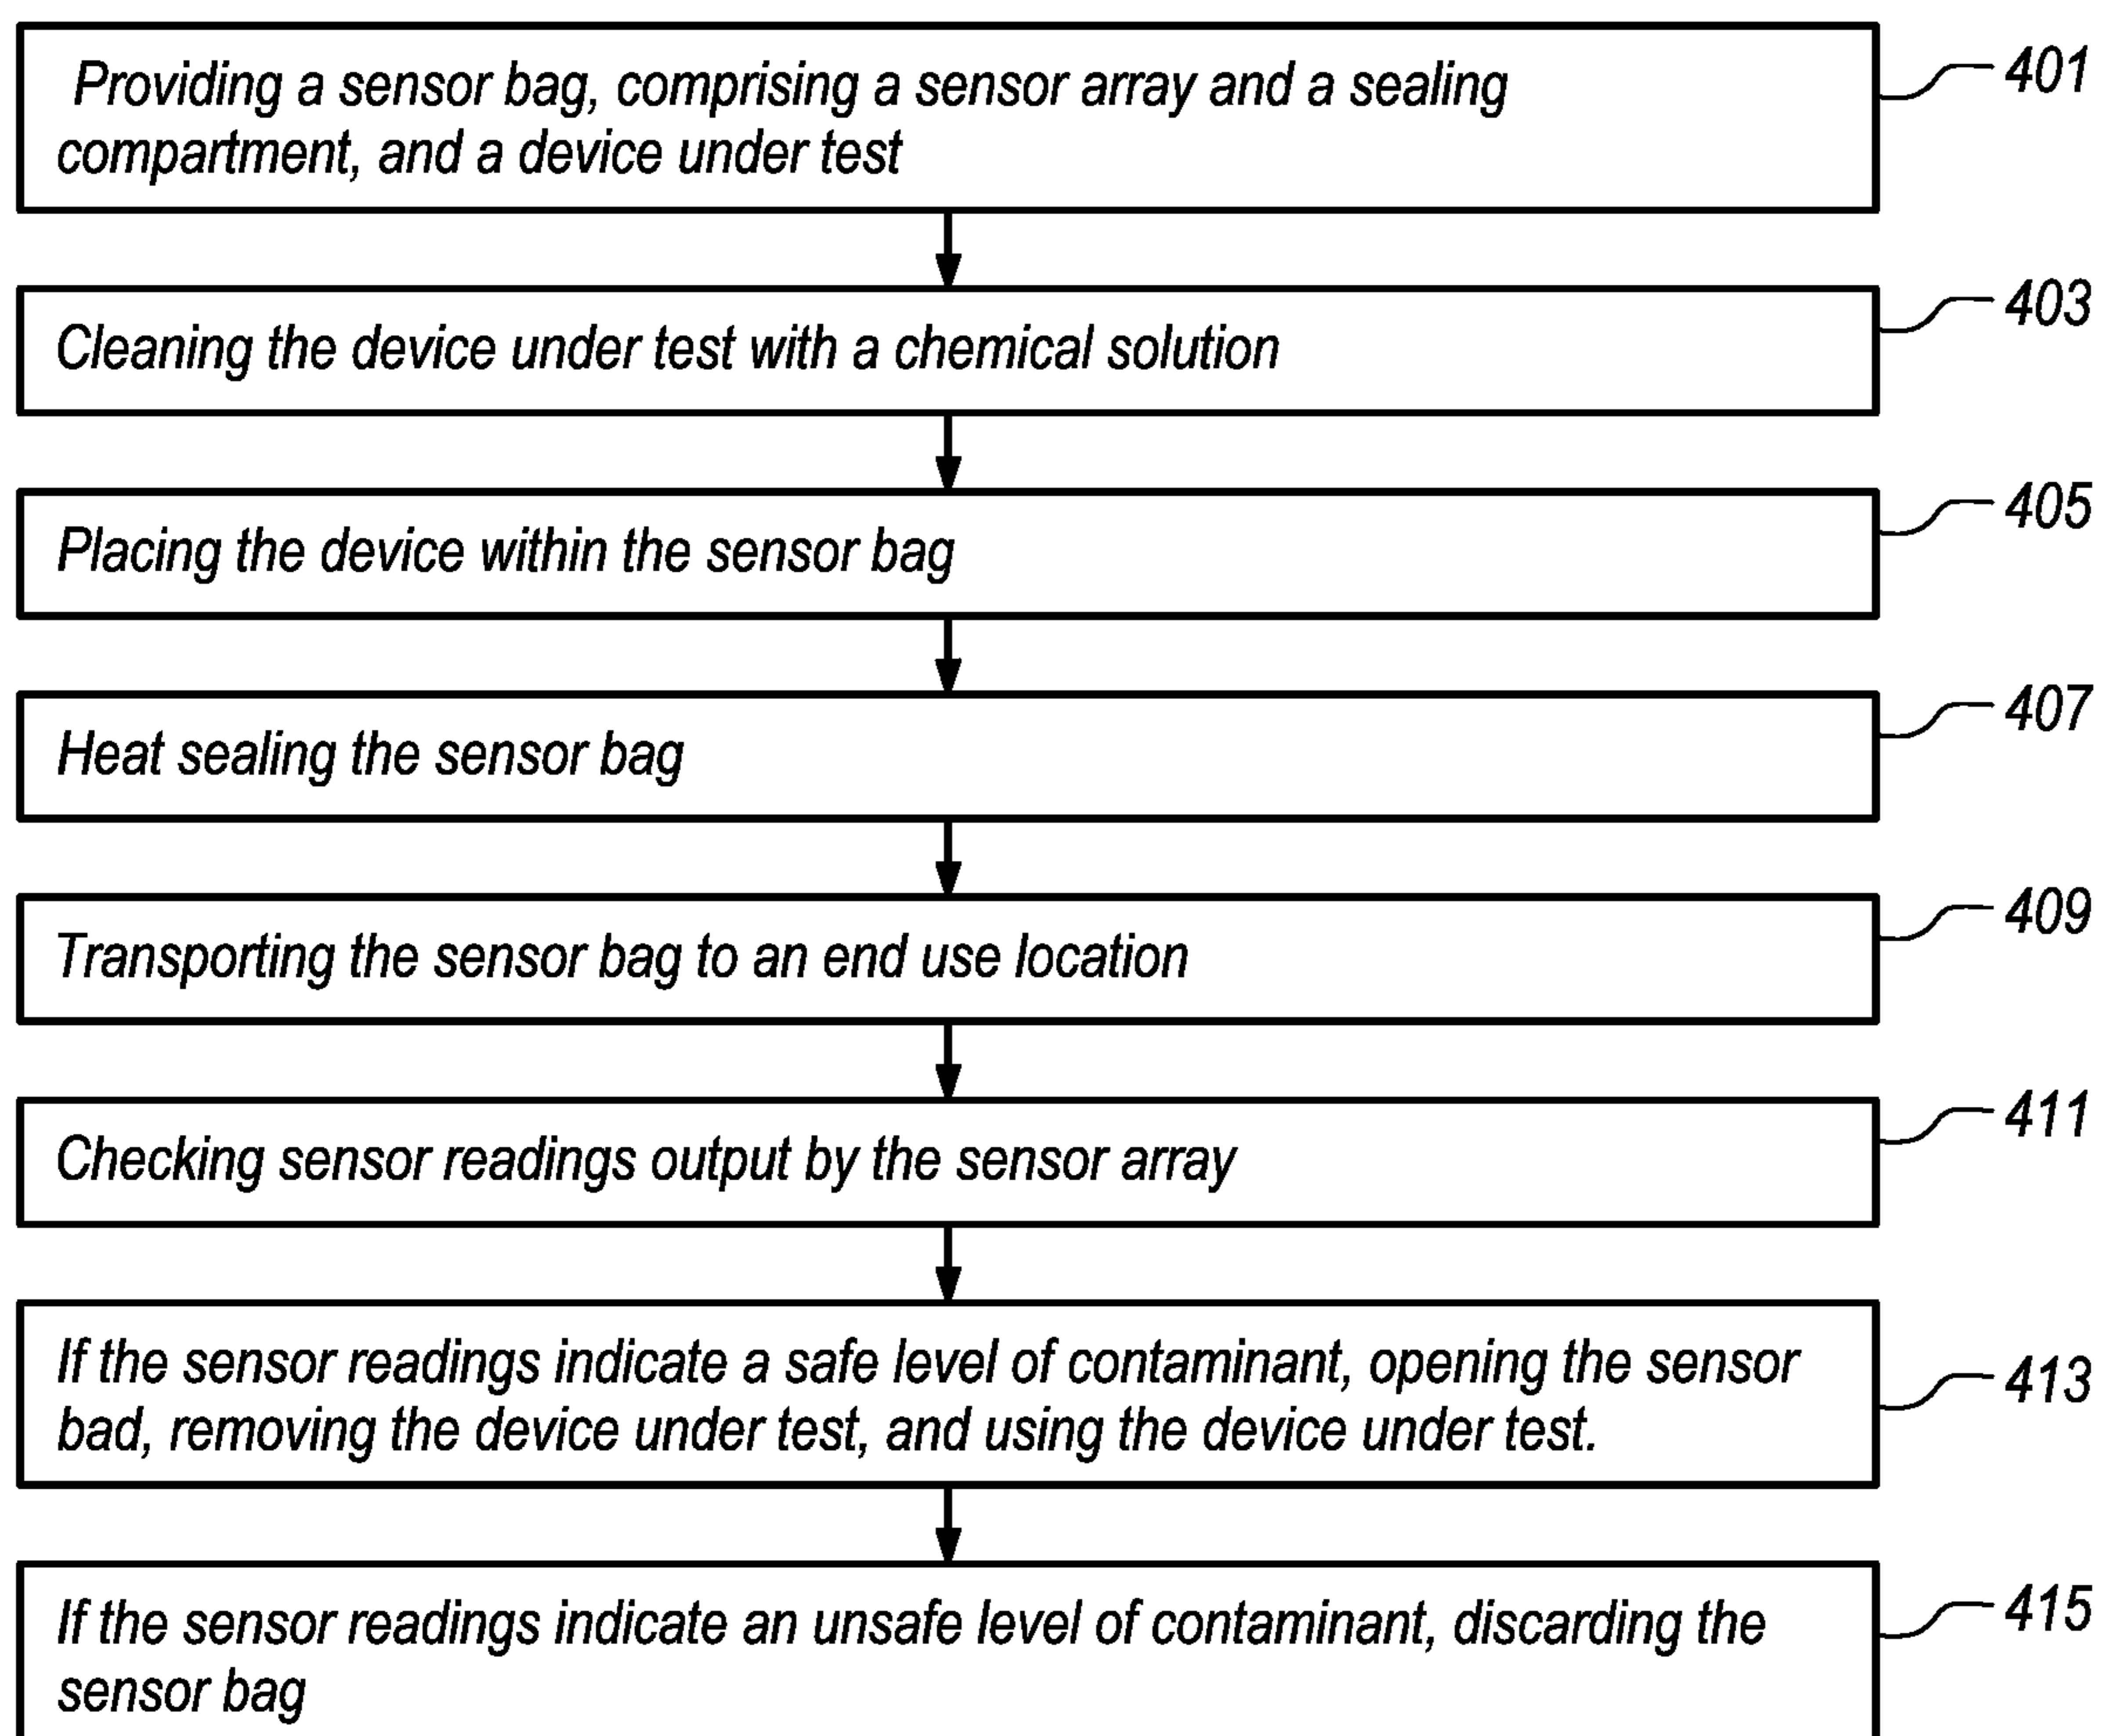 Providing a sensor bag, comprising a sensor array and a sealing
compartment, and a device under test
401
Cleaning the device under test with a chemical solution
403
Placing the device within the sensor bag
405
Heat sealing the sensor bag
407
Transporting the sensor bag to an end use location
409
Checking sensor readings output by the sensor array
411
If the sensor readings indicate a safe level of contaminant, opening the sensor
bad, removing the device under test, and using the device under test.
413
If the sensor readings indicate an unsafe level of contaminant, discarding the
sensor bag
415